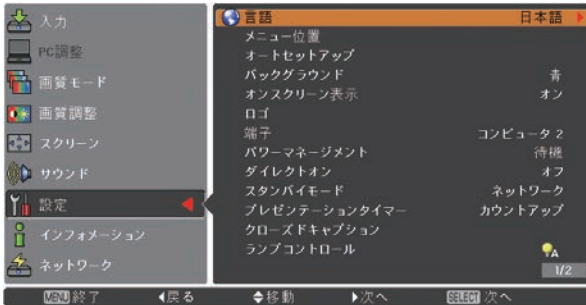 入力
PC調整
画質モード
画質調整
スクリーン
サウンド
設定
インフォメーション
ネットワーク
言語 日本語
メニュー位置
オートセットアップ
バックグラウンド 青
オンスクリーン表示 オン
ロゴ
端子 コンピュータ 2
パワーマネージメント 待機
ダイレクトオン オフ
スタンバイモード ネットワーク
プレゼンテーションタイマー カウントアップ
クローズドキャプション
ランプコントロール A
1/2
MENU 終了 戻る 移動 次へ SELECT 次へ